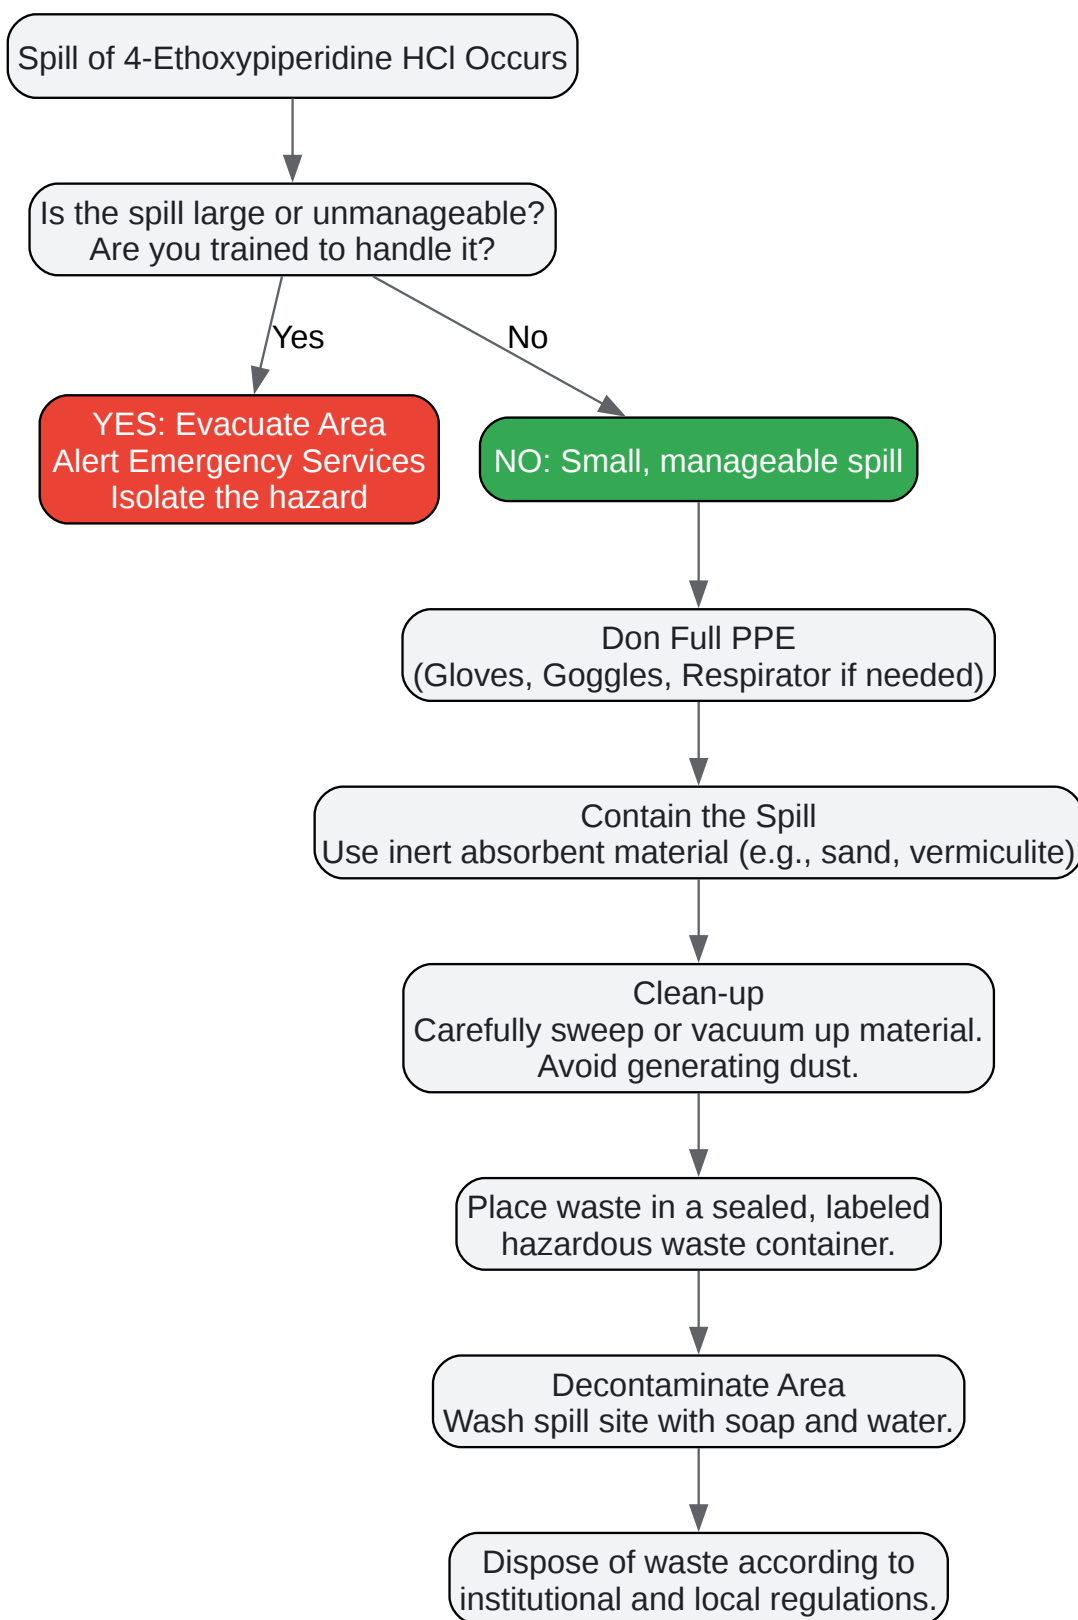 Spill of 4-Ethoxypiperidine HCl Occurs
Is the spill large or unmanageable?
Are you trained to handle it?
Yes
No
YES: Evacuate Area
Alert Emergency Services
Isolate the hazard
NO: Small, manageable spill
Don Full PPE
(Gloves, Goggles, Respirator if needed)
Contain the Spill
Use inert absorbent material (e.g., sand, vermiculite)
Clean-up
Carefully sweep or vacuum up material.
Avoid generating dust.
Place waste in a sealed, labeled
hazardous waste container.
Decontaminate Area
Wash spill site with soap and water.
Dispose of waste according to
institutional and local regulations.